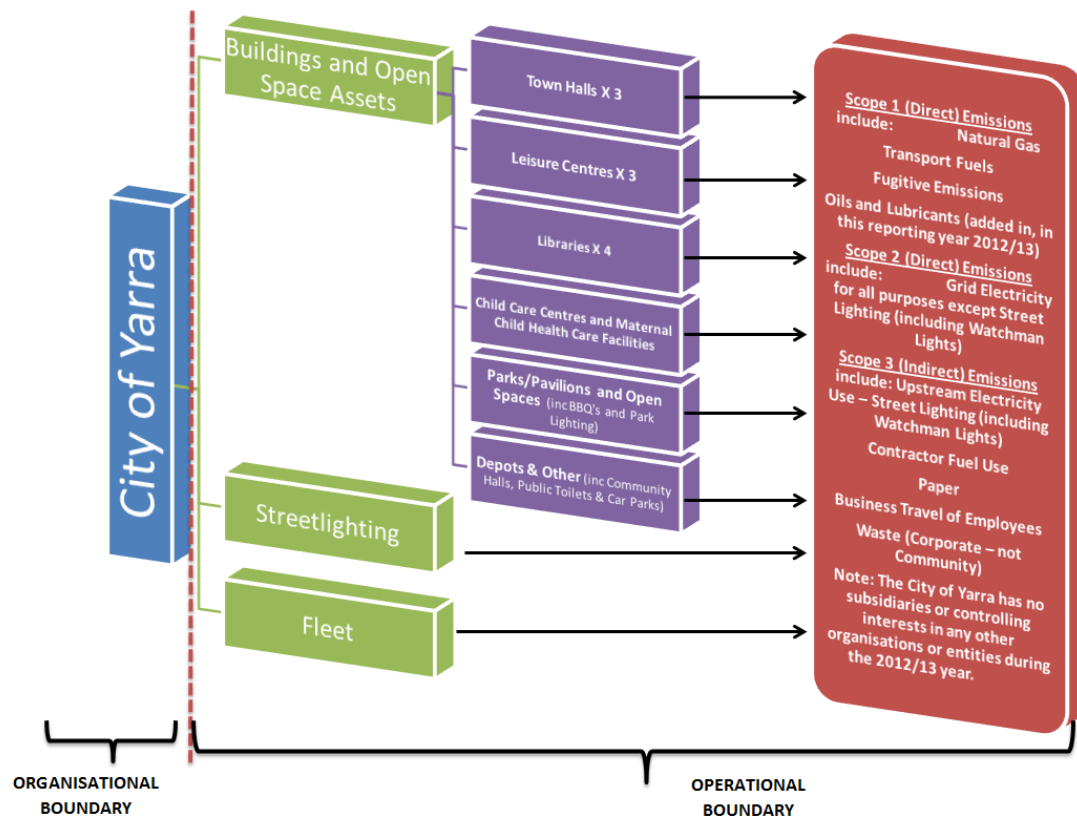 City of Yarra
Buildings and Open
Space Assets
Streetlighting
Fleet
Town Halls X 3
Leisure Centres X 3
Libraries X 4
Child Care Centres and Maternal
Child Health Care Facilities
Parks/Pavilions and Open
Spaces (inc BBQ's and Park
Lighting)
Depots & Other (inc Community
Halls, Public Toilets & Car Parks)
Scope 1 (Direct) Emissions
include: Natural Gas
Transport Fuels
Fugitive Emissions
Oils and Lubricants (added in, in
this reporting year 2012/13)
Scope 2 (Direct) Emissions
include: Grid Electricity
for all purposes except Street
Lighting (including Watchman
Lights)
Scope 3 (Indirect) Emissions
include: Upstream Electricity
Use – Street Lighting (including
Watchman Lights)
Contractor Fuel Use
Paper
Business Travel of Employees
Waste (Corporate – not
Community)
Note: The City of Yarra has no
subsidiaries or controlling
interests in any other
organisations or entities during
the 2012/13 year.
ORGANISATIONAL
BOUNDARY
OPERATIONAL
BOUNDARY